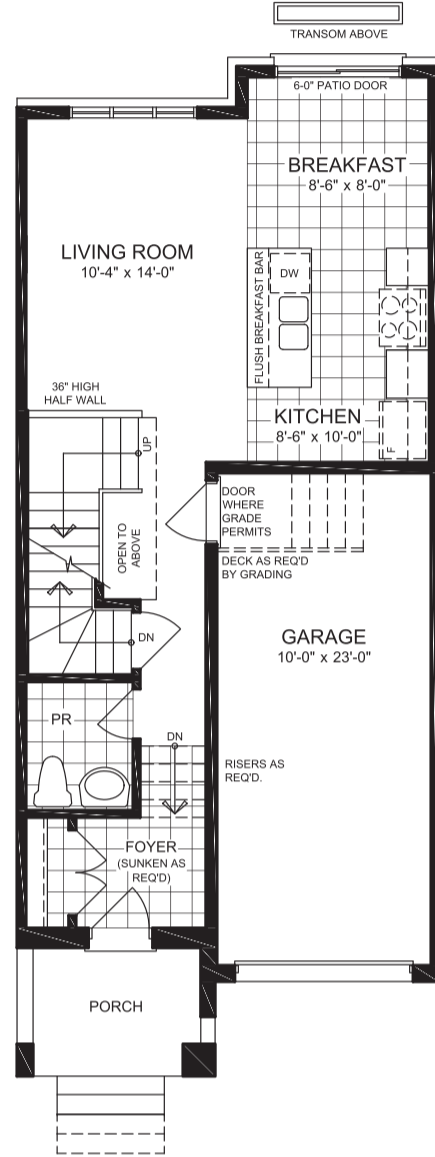 TRANSOM ABOVE
6-0" PATIO DOOR
BREAKFAST
8'-6" x 8'-0"
LIVING ROOM
10'-4" x 14'-0"
FLUSH BREAKFAST BAR
DW
36" HIGH
HALF WALL
KITCHEN
8'-6" x 10'-0"
F
UP
OPEN TO
ABOVE
DOOR
WHERE
GRADE
PERMITS
DECK AS REQ'D
BY GRADING
DN
GARAGE
10'-0" x 23'-0"
PR
DN
RISERS AS
REQ'D.
FOYER
(SUNKEN AS
REQ'D)
PORCH